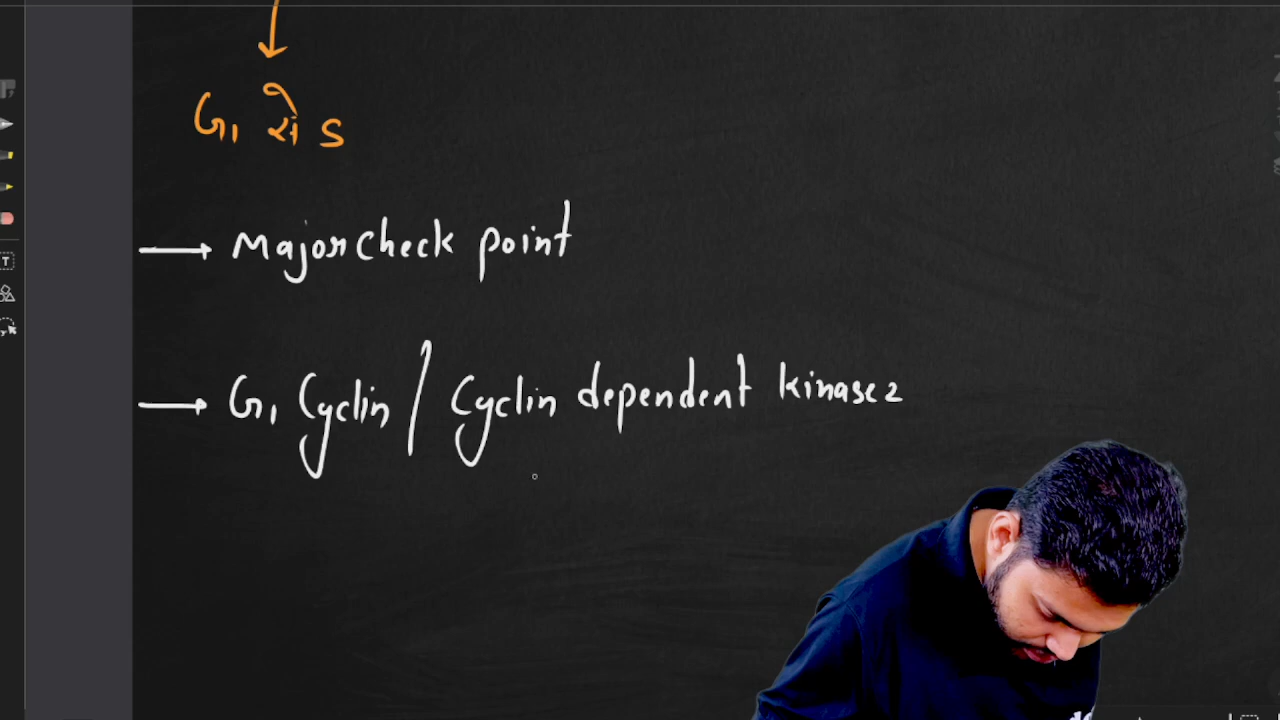 G1 से S
→ Major check point
→ G1 Cyclin / Cyclin dependent kinase2